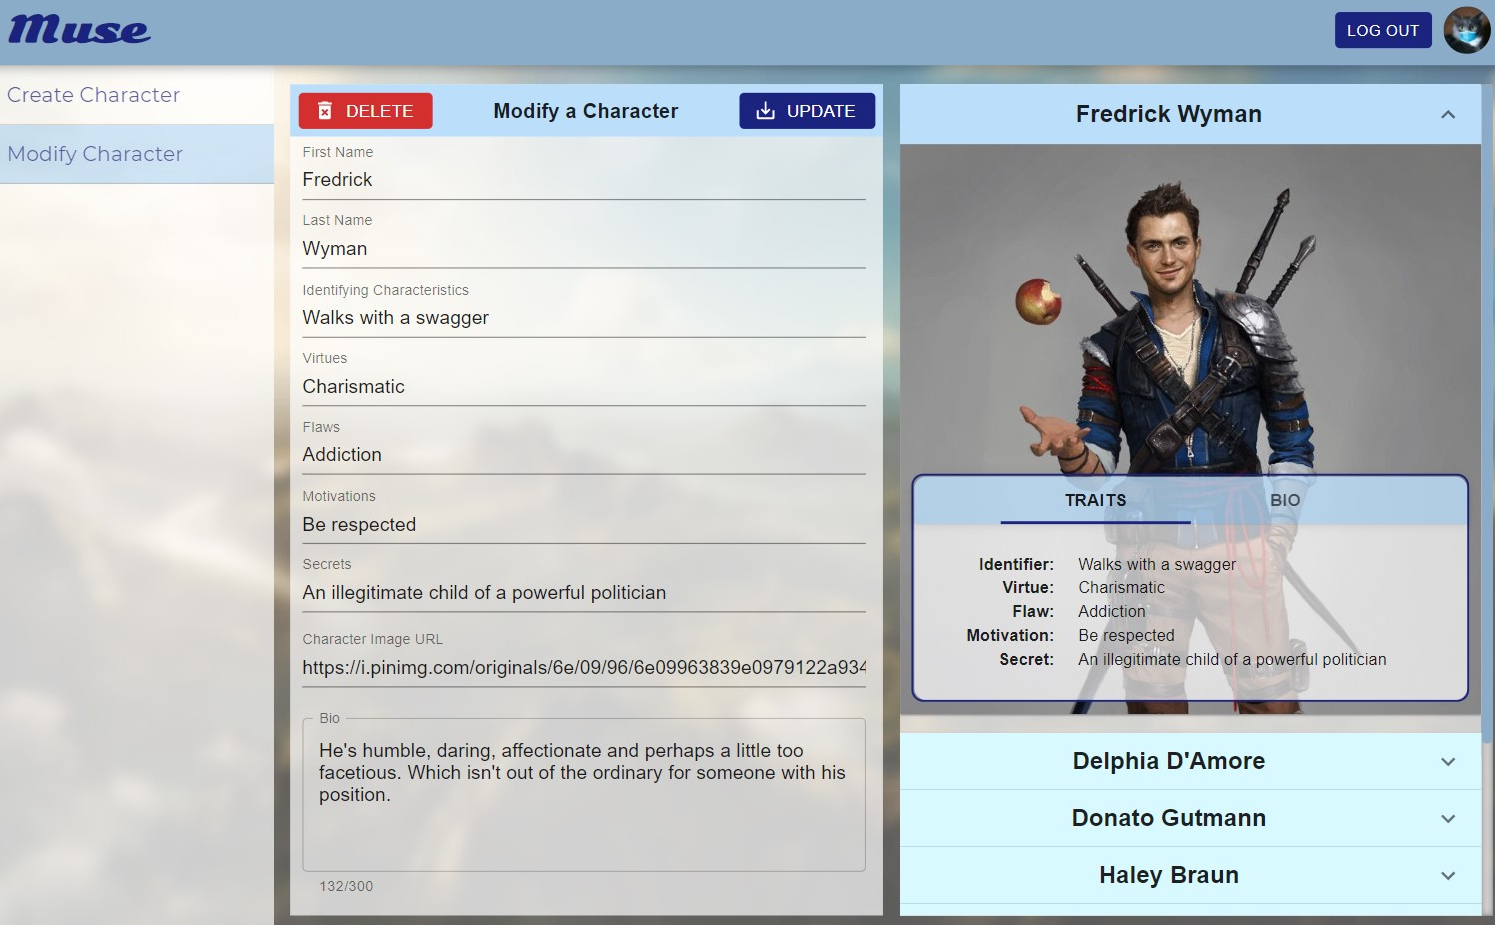 Muse
LOG OUT
Create Character
Modify Character
DELETE
Modify a Character
UPDATE
First Name
Fredrick
Last Name
Wyman
Identifying Characteristics
Walks with a swagger
Virtues
Charismatic
Flaws
Addiction
Motivations
Be respected
Secrets
An illegitimate child of a powerful politician
Character Image URL
https://i.pinimg.com/originals/6e/09/96/6e09963839e0979122a934
Bio
He's humble, daring, affectionate and perhaps a little too
facetious. Which isn't out of the ordinary for someone with his
position.
132/300
Fredrick Wyman
TRAITS
BIO
Identifier: Walks with a swagger
Virtue: Charismatic
Flaw: Addiction
Motivation: Be respected
Secret: An illegitimate child of a powerful politician
Delphia D'Amore
Donato Gutmann
Haley Braun